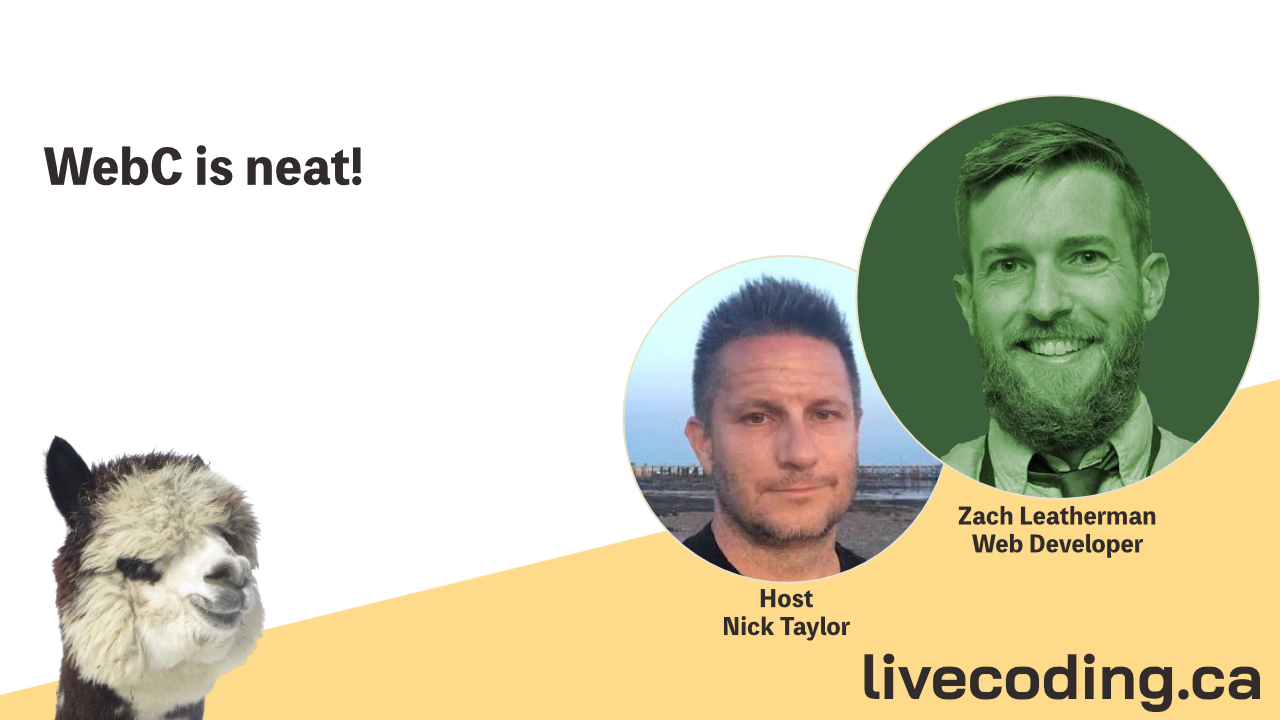 WebC is neat!
Zach Leatherman
Web Developer
Host
Nick Taylor
livecoding.ca